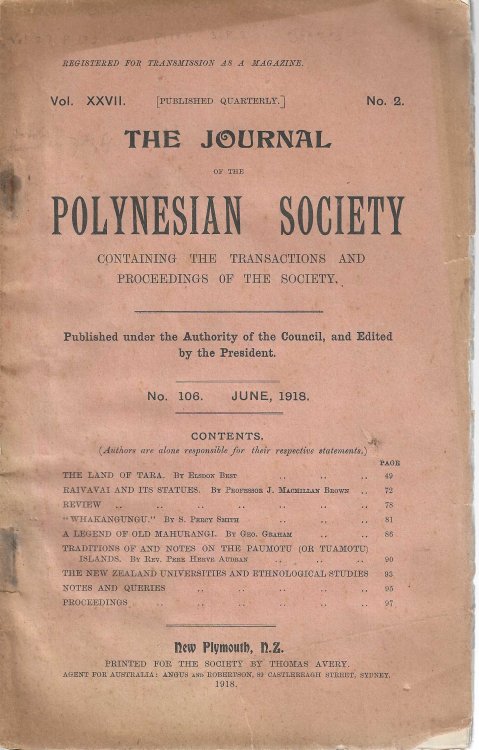 REGISTERED FOR TRANSMISSION AS A MAGAZINE.
Vol. XXVII. [PUBLISHED QUARTERLY.] No. 2.
THE JOURNAL
OF THE
POLYNESIAN SOCIETY
CONTAINING THE TRANSACTIONS AND
PROCEEDINGS OF THE SOCIETY.
Published under the Authority of the Council, and Edited
by the President.
No. 106. JUNE, 1918.
CONTENTS.
(Authors are alone responsible for their respective statements.)
PAGE
THE LAND OF TARA. By Elsdon Best .. .. .. 49
RAIVAVAI AND ITS STATUES. By Professor J. Macmillan Brown .. 72
REVIEW .. .. .. .. .. .. .. 78
"WHAKANGUNGU." By S. Percy Smith .. .. .. 81
A LEGEND OF OLD MAHURANGI. By Geo. Graham .. .. 86
TRADITIONS OF AND NOTES ON THE PAUMOTU (OR TUAMOTU)
ISLANDS. By Rev. Pere Herve Audran .. .. .. 90
THE NEW ZEALAND UNIVERSITIES AND ETHNOLOGICAL STUDIES 93
NOTES AND QUERIES .. .. .. .. .. 95
PROCEEDINGS .. .. .. .. .. .. 97
New Plymouth, N.Z.
PRINTED FOR THE SOCIETY BY THOMAS AVERY.
AGENT FOR AUSTRALIA: ANGUS AND ROBERTSON, 89 CASTLEREAGH STREET, SYDNEY.
1918.